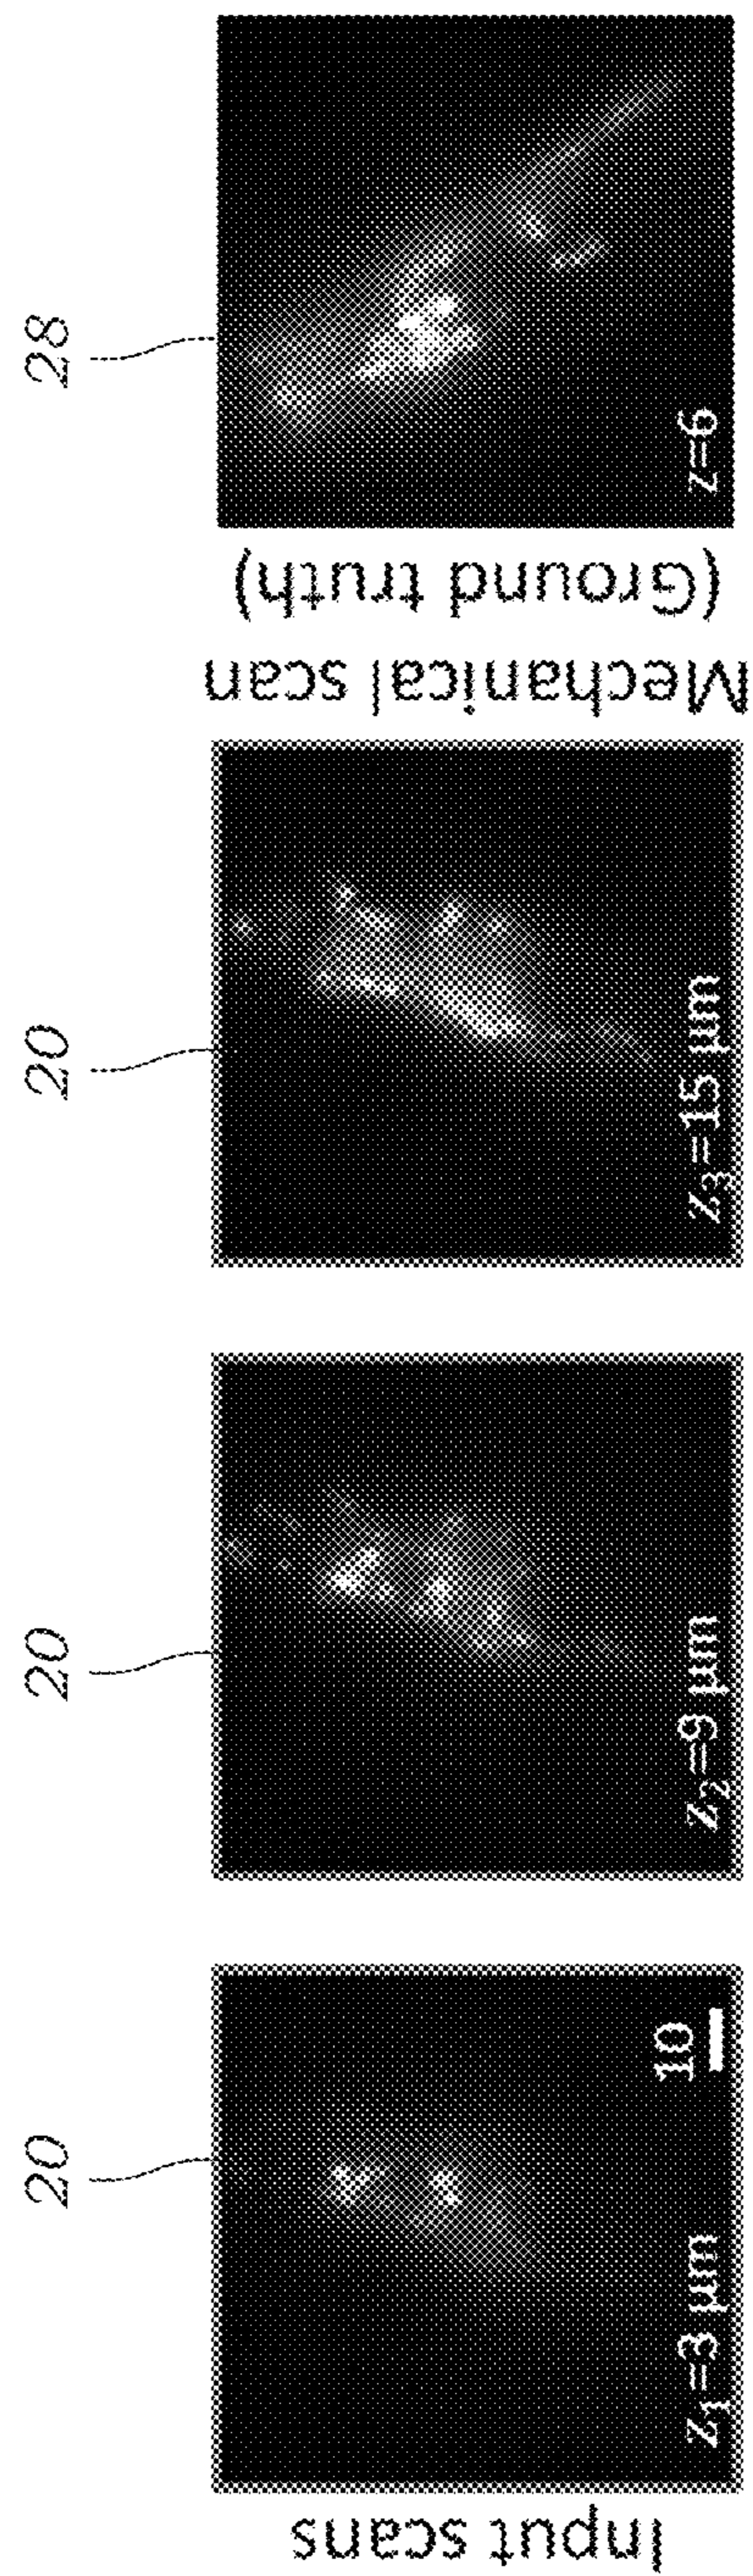 Input scans
20
z₁=3 µm
10
20
z₂=9 µm
20
z₃=15 µm
Mechanical scan
(Ground truth)
28
z=6